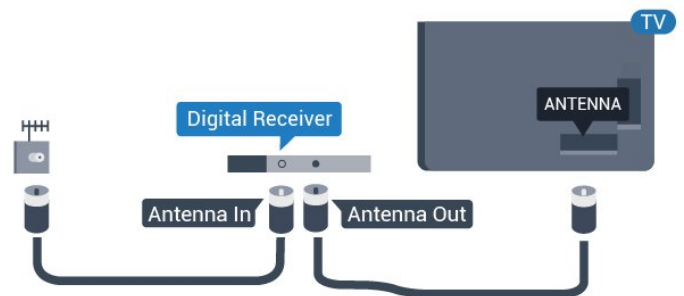 TV
ANTENNA
Digital Receiver
Antenna In
Antenna Out